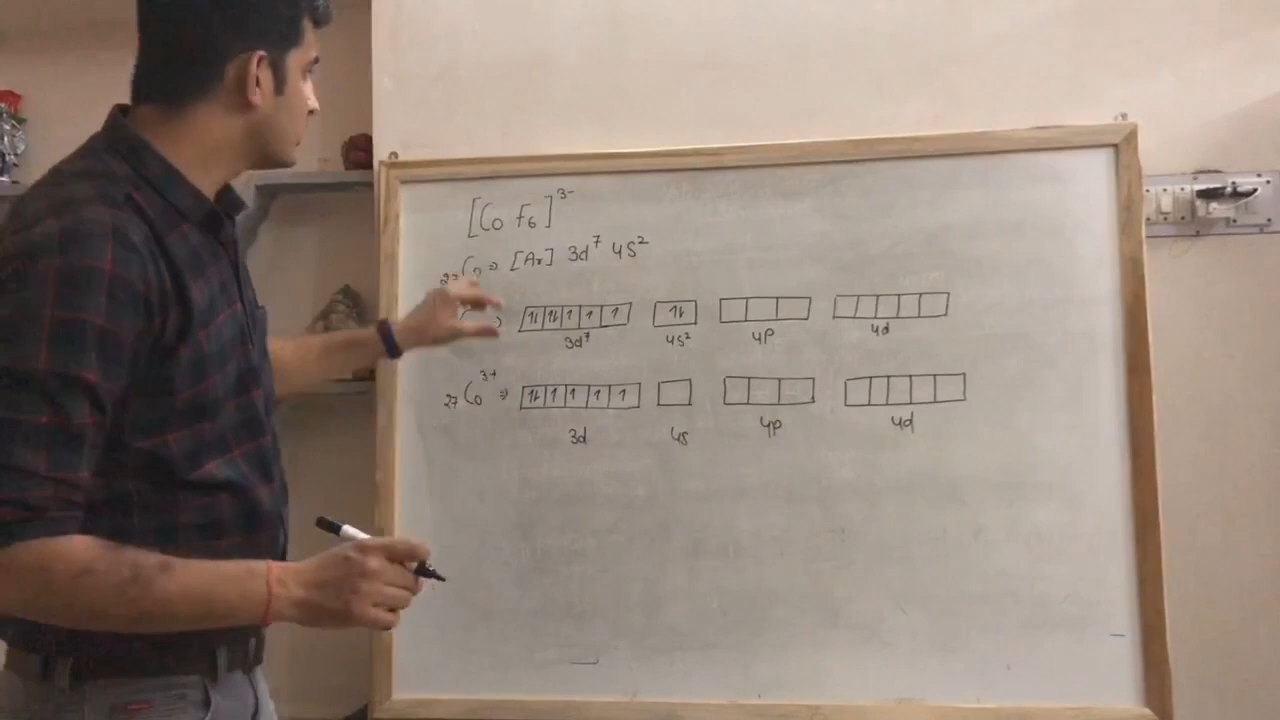 [Co F6]3-
27Co ⇒ [Ar] 3d7 4s2
⇒ ↿⇂ ↿⇂ ↿ ↿ ↿ ↿⇂
3d7 4s2 4p 4d
27Co3+ ⇒ ↿⇂ ↿ ↿ ↿ ↿
3d 4s 4p 4d